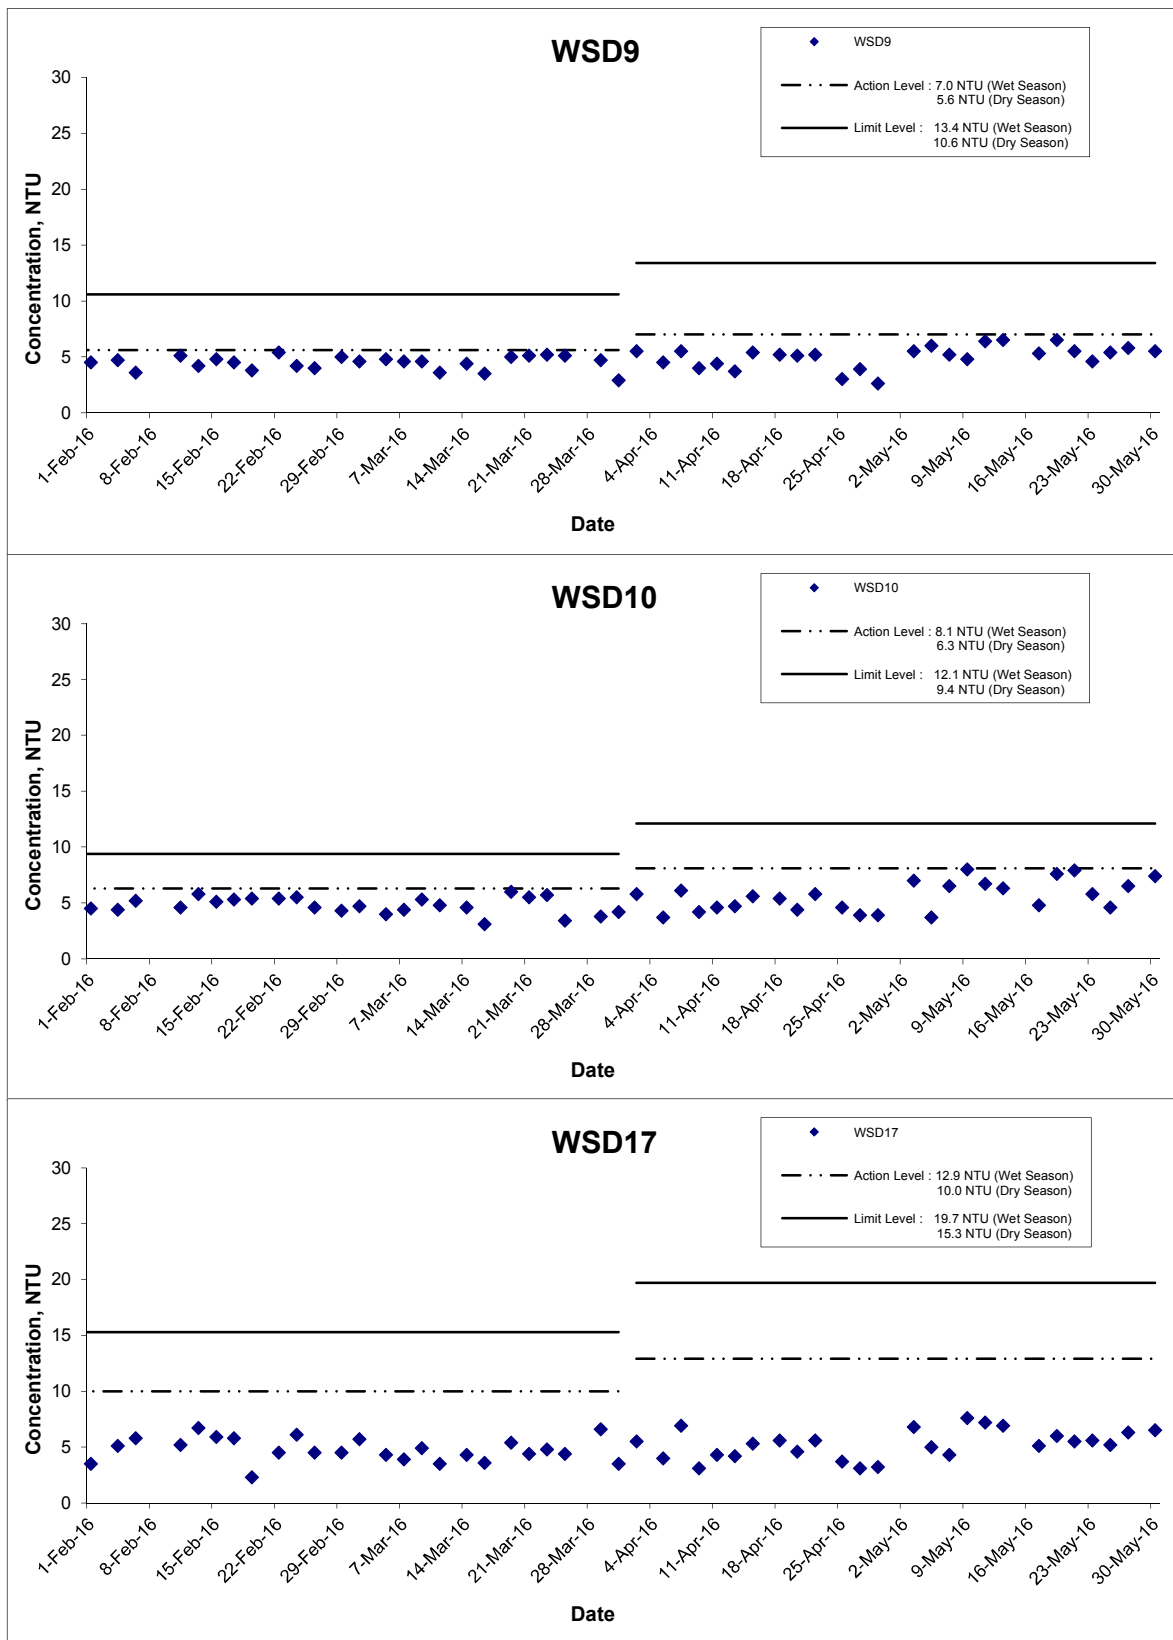 WSD9
WSD9
Action Level : 7.0 NTU (Wet Season)
5.6 NTU (Dry Season)
Limit Level : 13.4 NTU (Wet Season)
10.6 NTU (Dry Season)
Concentration, NTU
30
25
20
15
10
5
0
1-Feb-16
8-Feb-16
15-Feb-16
22-Feb-16
29-Feb-16
7-Mar-16
14-Mar-16
21-Mar-16
28-Mar-16
4-Apr-16
11-Apr-16
18-Apr-16
25-Apr-16
2-May-16
9-May-16
16-May-16
23-May-16
30-May-16
Date
WSD10
WSD10
Action Level : 8.1 NTU (Wet Season)
6.3 NTU (Dry Season)
Limit Level : 12.1 NTU (Wet Season)
9.4 NTU (Dry Season)
Concentration, NTU
30
25
20
15
10
5
0
1-Feb-16
8-Feb-16
15-Feb-16
22-Feb-16
29-Feb-16
7-Mar-16
14-Mar-16
21-Mar-16
28-Mar-16
4-Apr-16
11-Apr-16
18-Apr-16
25-Apr-16
2-May-16
9-May-16
16-May-16
23-May-16
30-May-16
Date
WSD17
WSD17
Action Level : 12.9 NTU (Wet Season)
10.0 NTU (Dry Season)
Limit Level : 19.7 NTU (Wet Season)
15.3 NTU (Dry Season)
Concentration, NTU
30
25
20
15
10
5
0
1-Feb-16
8-Feb-16
15-Feb-16
22-Feb-16
29-Feb-16
7-Mar-16
14-Mar-16
21-Mar-16
28-Mar-16
4-Apr-16
11-Apr-16
18-Apr-16
25-Apr-16
2-May-16
9-May-16
16-May-16
23-May-16
30-May-16
Date